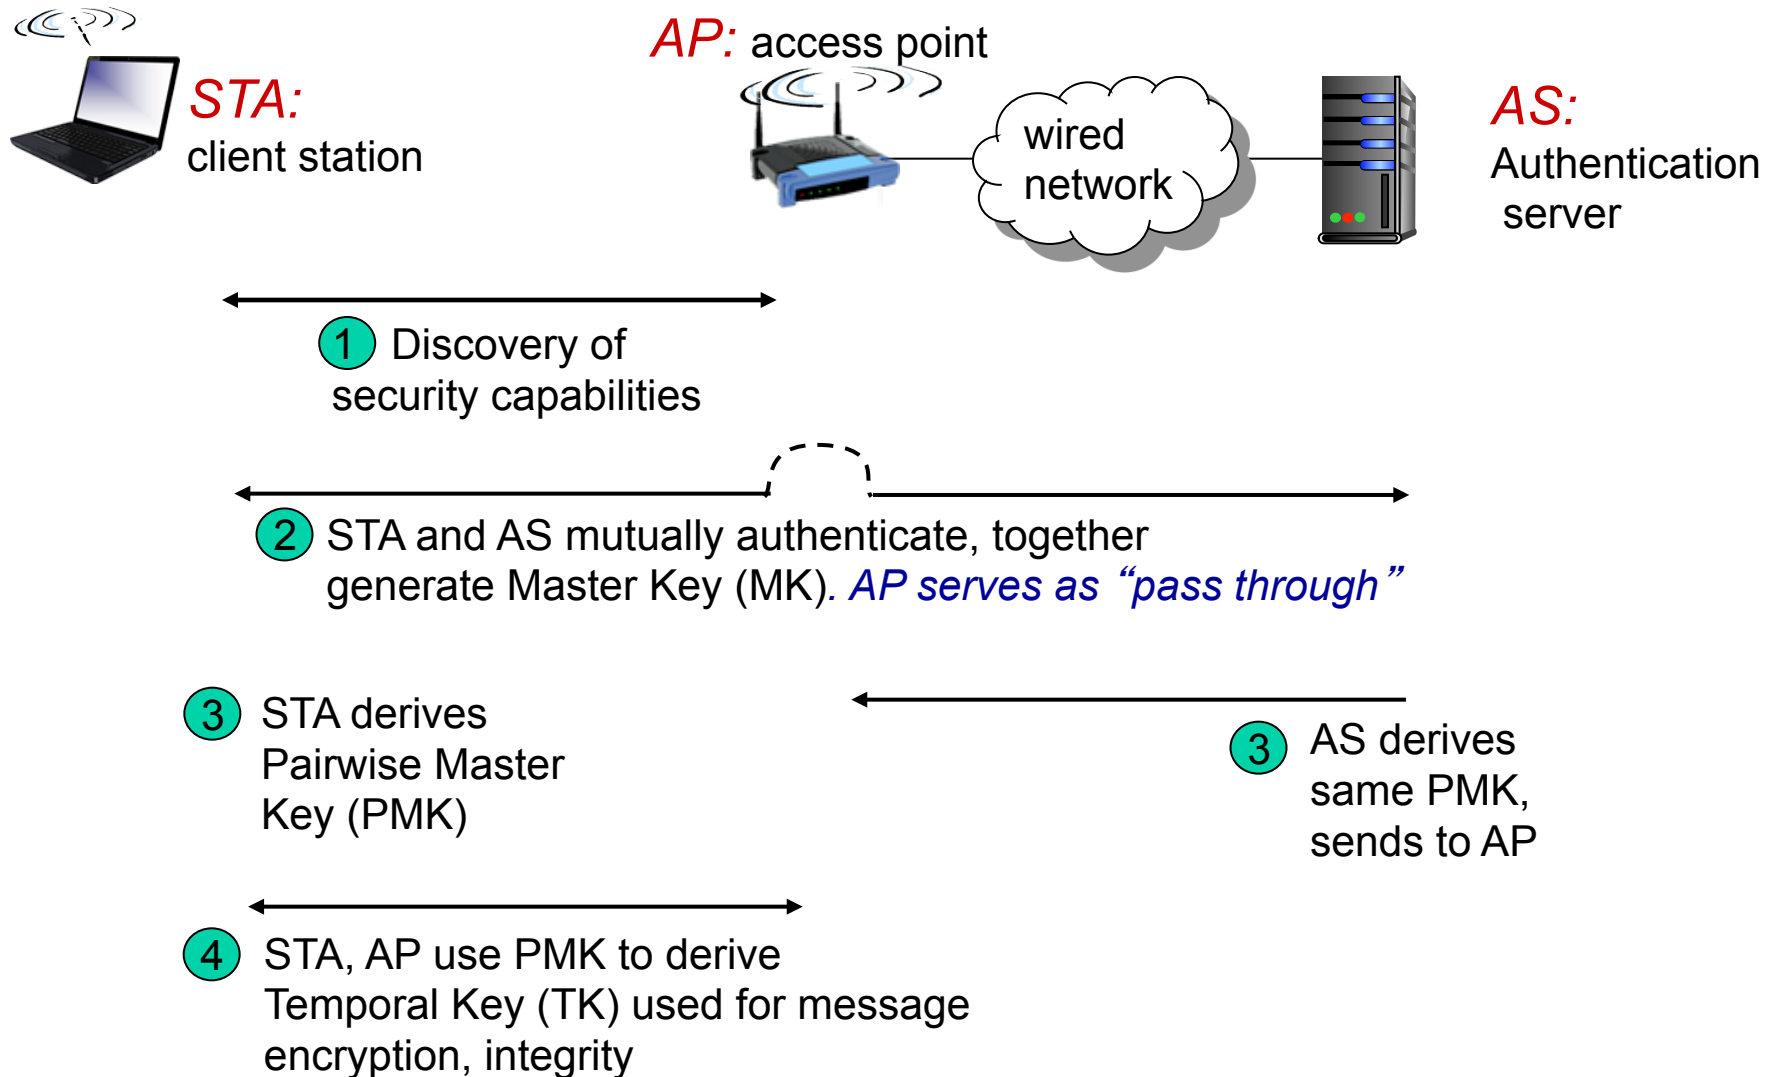 STA:
client station
AP: access point
wired
network
AS:
Authentication
server
1 Discovery of
security capabilities
2 STA and AS mutually authenticate, together
generate Master Key (MK). AP serves as “pass through”
3 STA derives
Pairwise Master
Key (PMK)
3 AS derives
same PMK,
sends to AP
4 STA, AP use PMK to derive
Temporal Key (TK) used for message
encryption, integrity